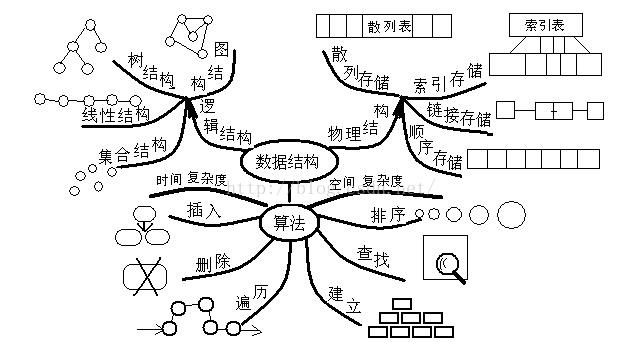 散列表
索引表
树结构
图结构
散列存储
索引存储
线性结构
逻辑结构
物理结构
链接存储
集合结构
数据结构
顺序存储
时间复杂度
空间复杂度
http://blog.csdn.net/
插入
算法
排序
删除
查找
遍历
建立